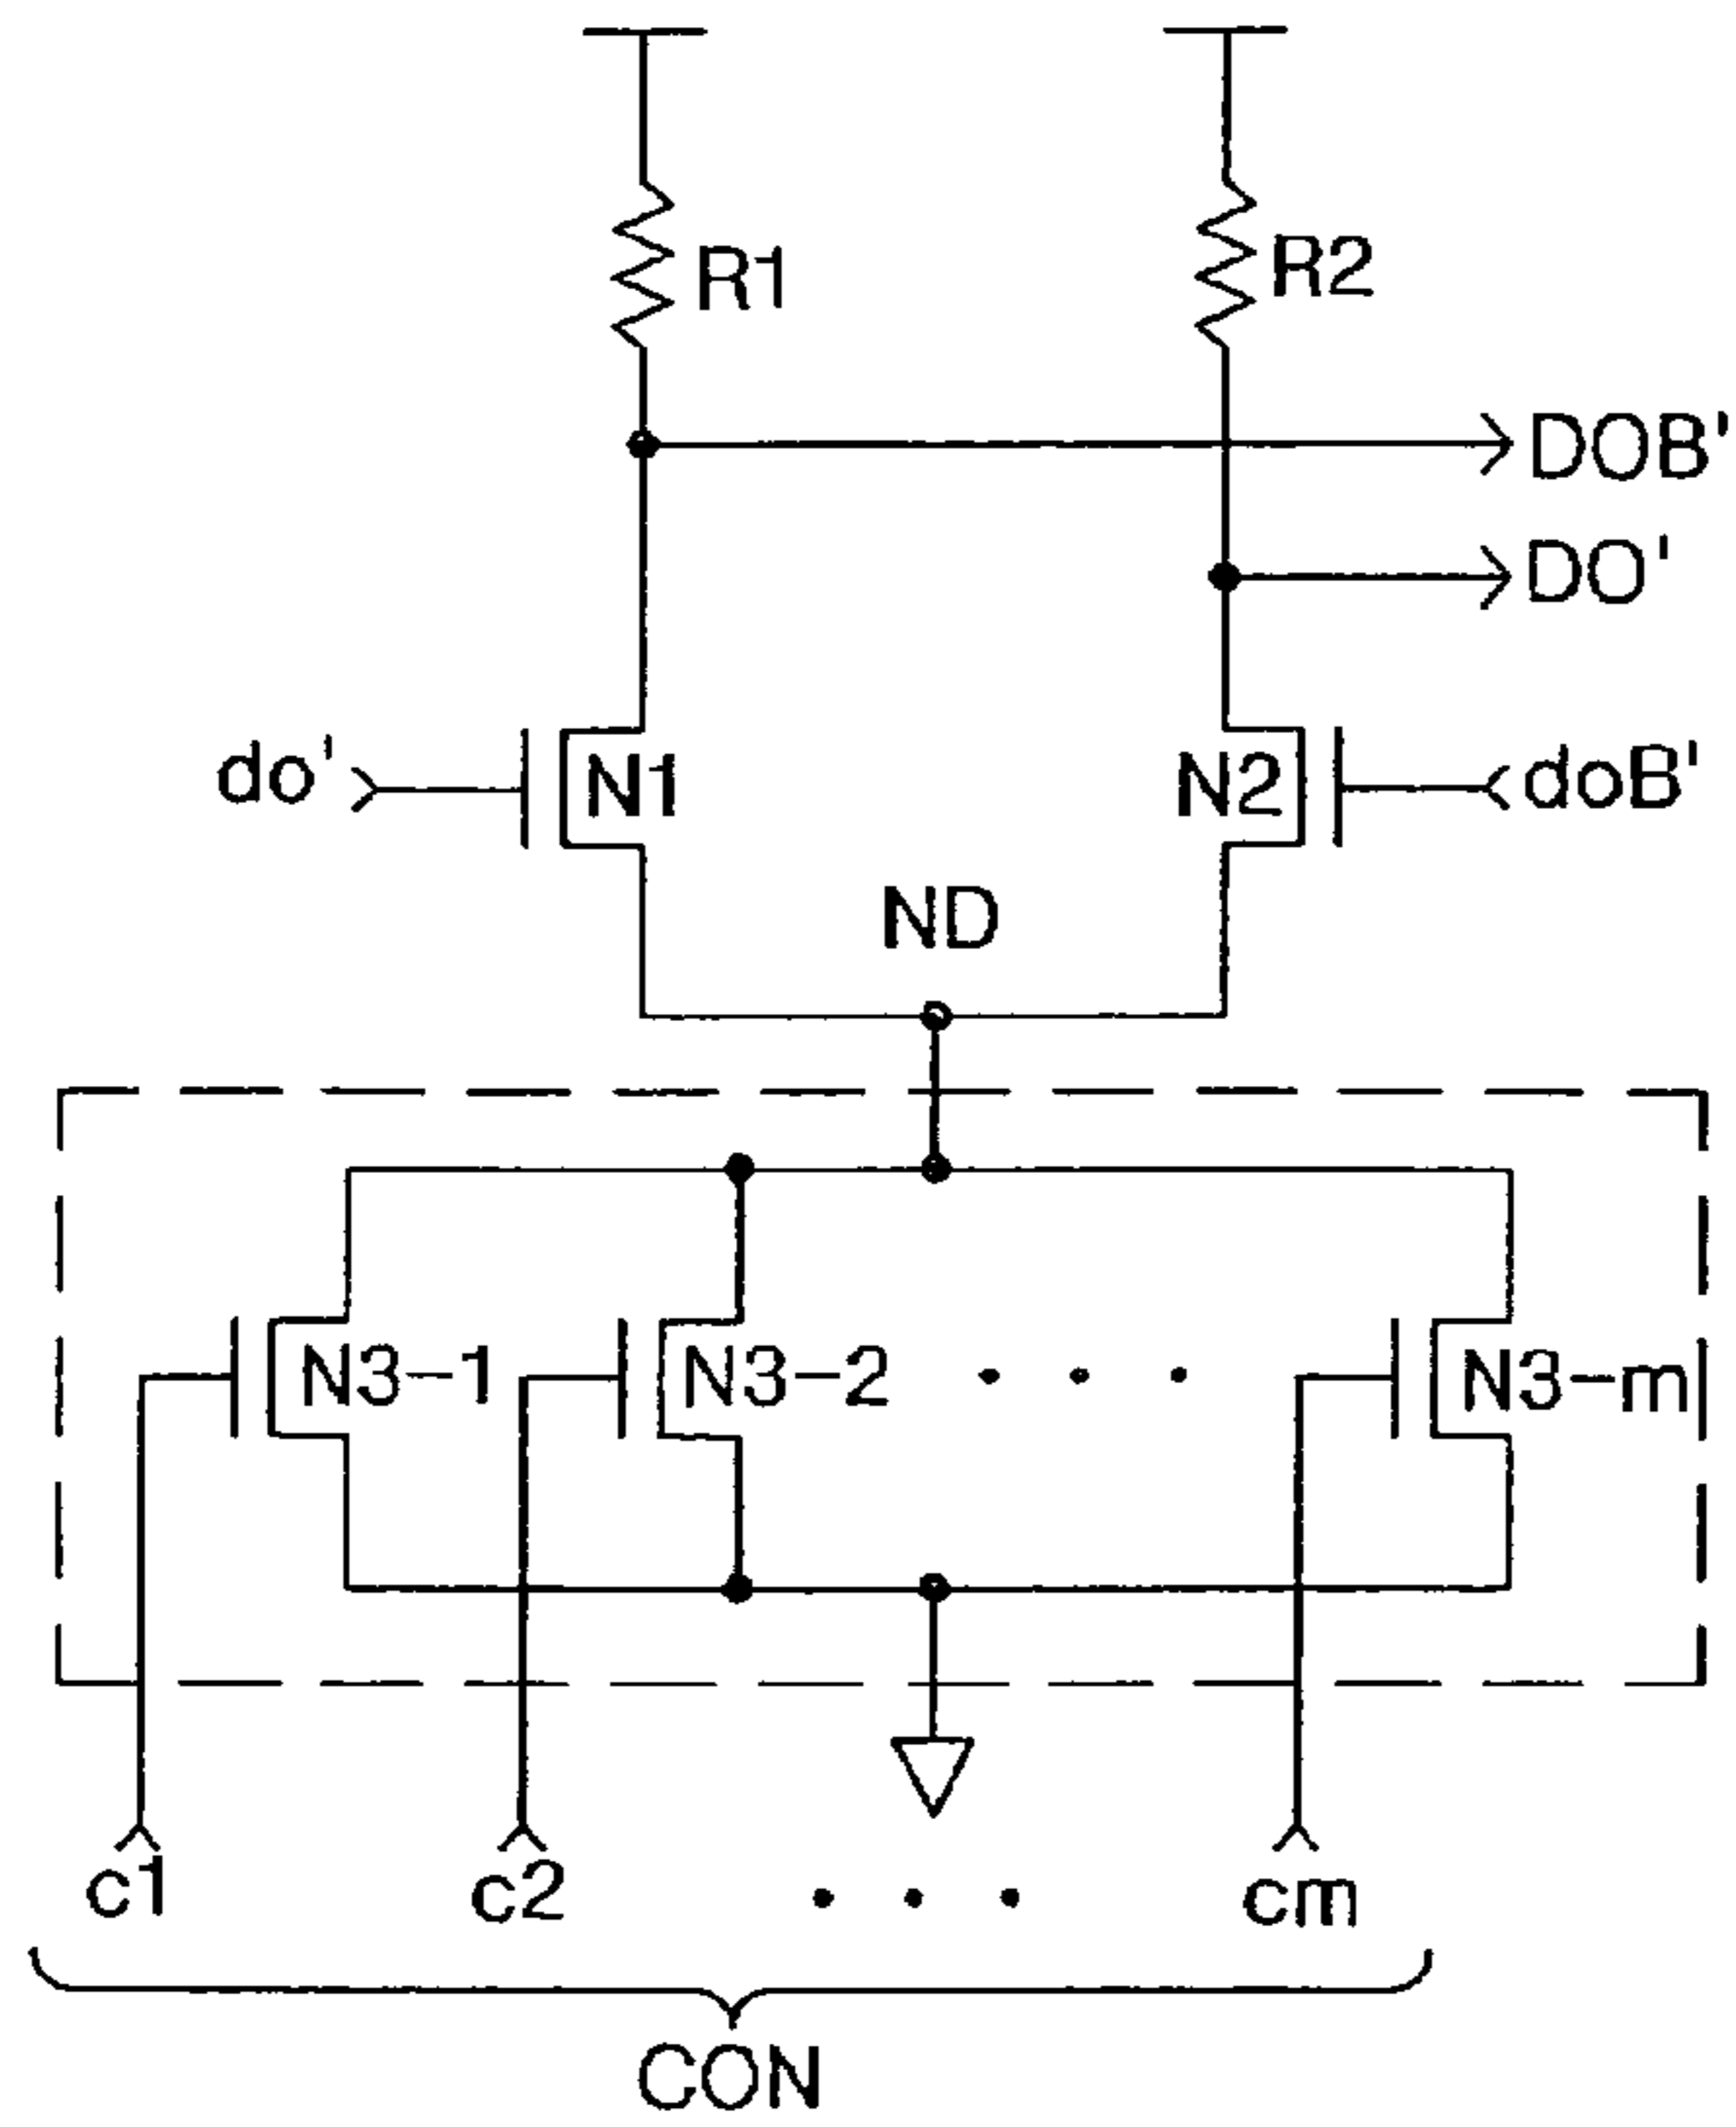 R1
R2
DOB'
DO'
do'
N1
N2
doB'
ND
N3-1
N3-2
N3-m
c1
c2
cm
CON